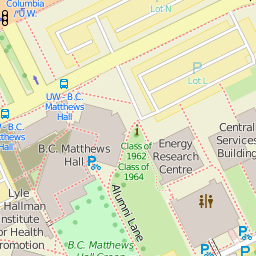 Columbia
/ U.W.
Lot N
P
Lot L
UW - B.C.
Matthews
Hall
UW - B.C.
Matthews
Hall
B.C. Matthews
Hall
Class of
1962
Class of
1964
Energy
Research
Centre
Central
Services
Building
Lyle
Hallman
Institute
for Health
Promotion
Alumni Lane
B.C. Matthews
Hall Green